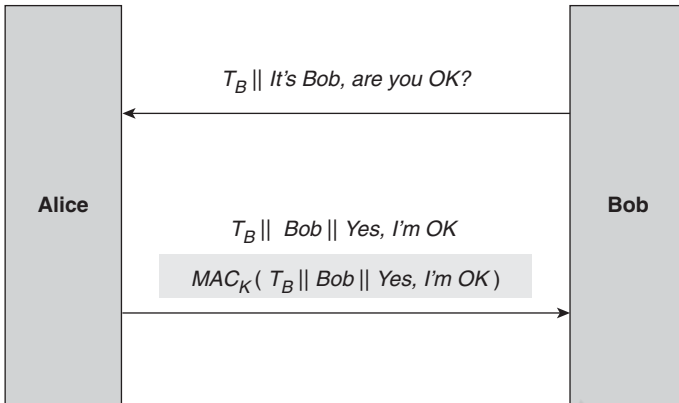 T_B || It's Bob, are you OK?
Alice
Bob
T_B || Bob || Yes, I'm OK
MAC_K ( T_B || Bob || Yes, I'm OK )